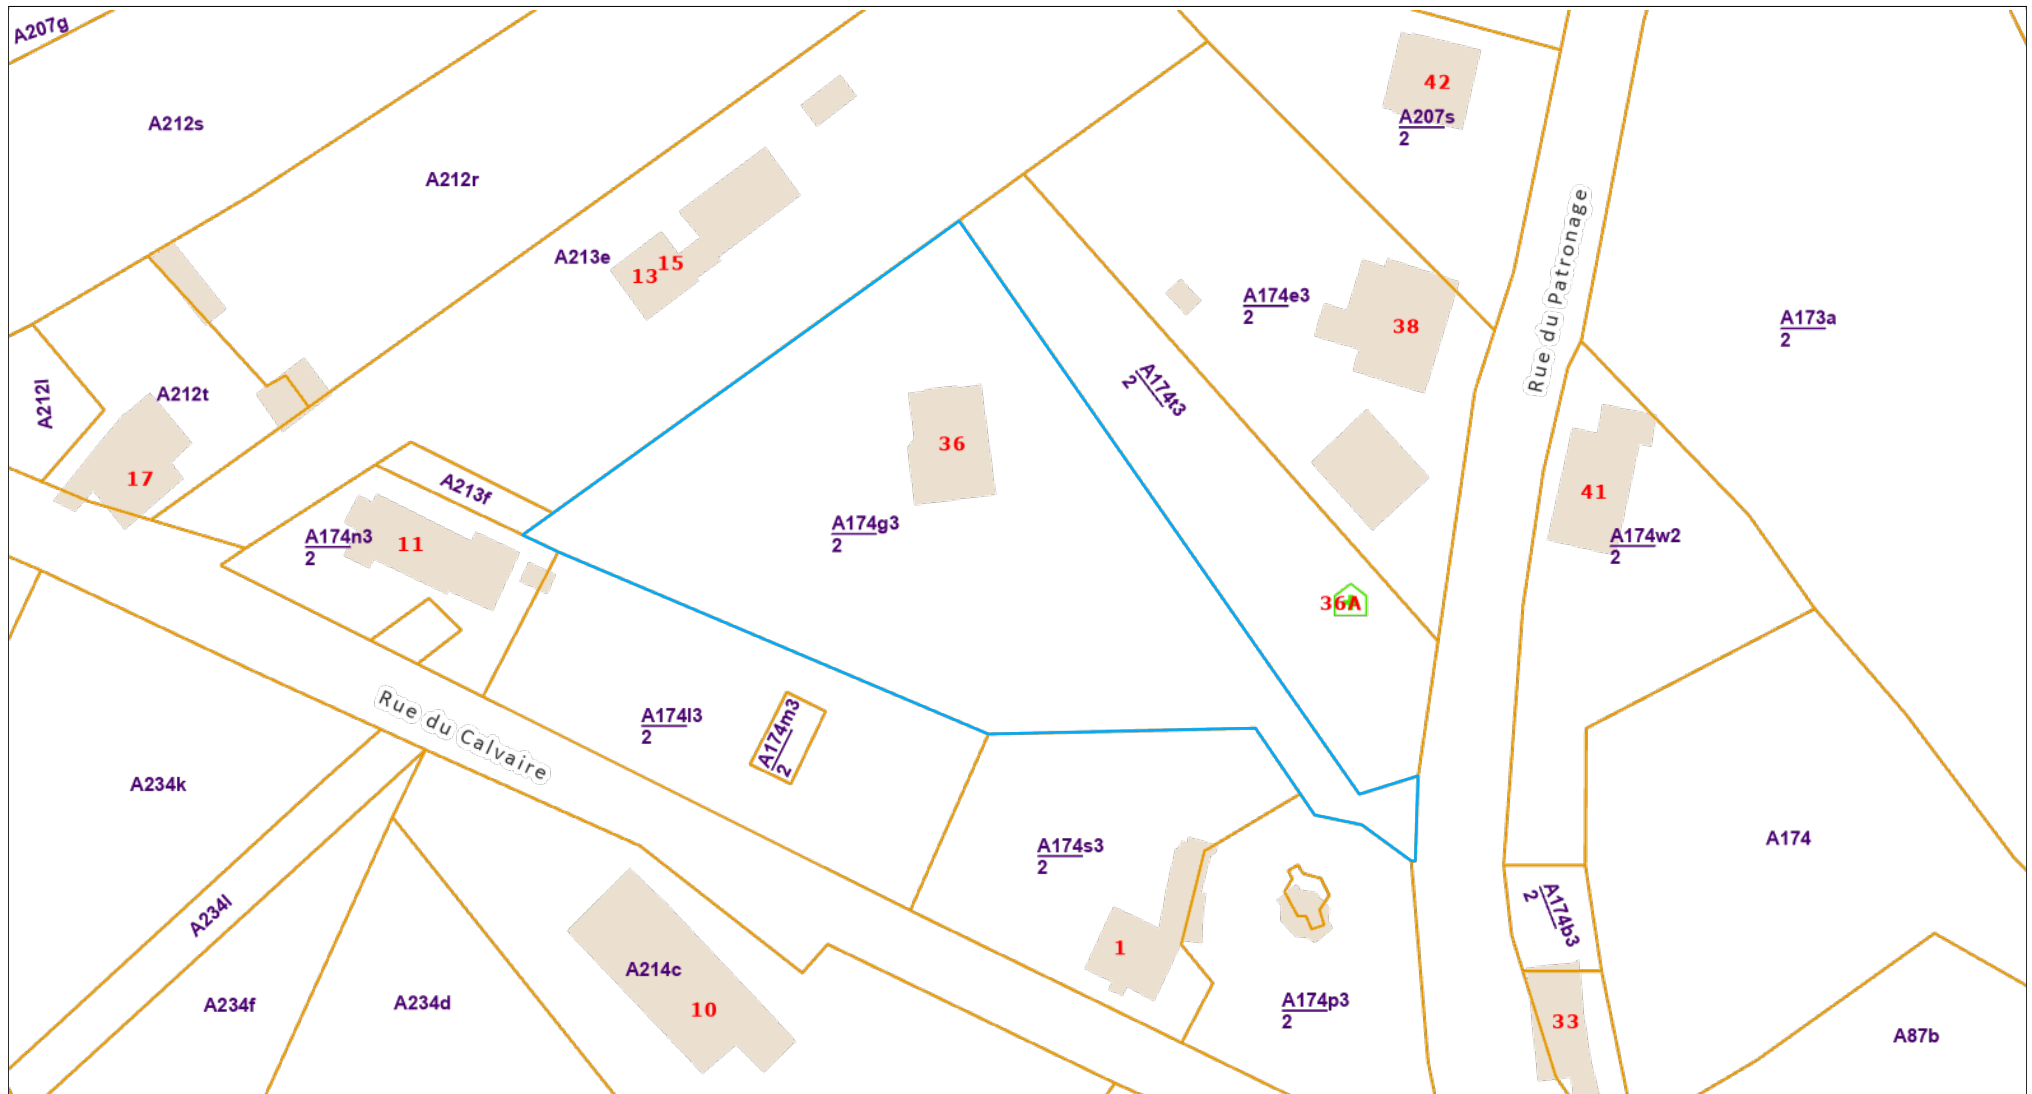 A207g
A212s
A212r
42
A207s
2
Rue du Patronage
A213e
13
15
A174e3
2
38
A173a
2
A212l
A212t
17
A174t3
2
36
A213f
A174g3
2
A174n3
2
11
41
A174w2
2
36A
Rue du Calvaire
A174l3
2
A174m3
2
A234k
A174s3
2
A174
A234l
A174b3
2
1
A214c
10
A234f
A234d
A174p3
2
33
A87b